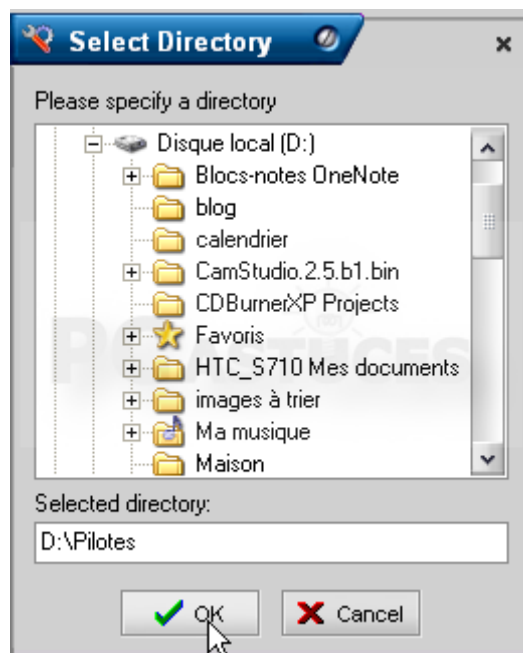 Select Directory
Please specify a directory
Disque local (D:)
Blocs-notes OneNote
blog
calendrier
CamStudio.2.5.b1.bin
CDBurnerXP Projects
Favoris
HTC_S710 Mes documents
images à trier
Ma musique
Maison
Selected directory:
D:\Pilotes
OK
Cancel
PCASTUCES